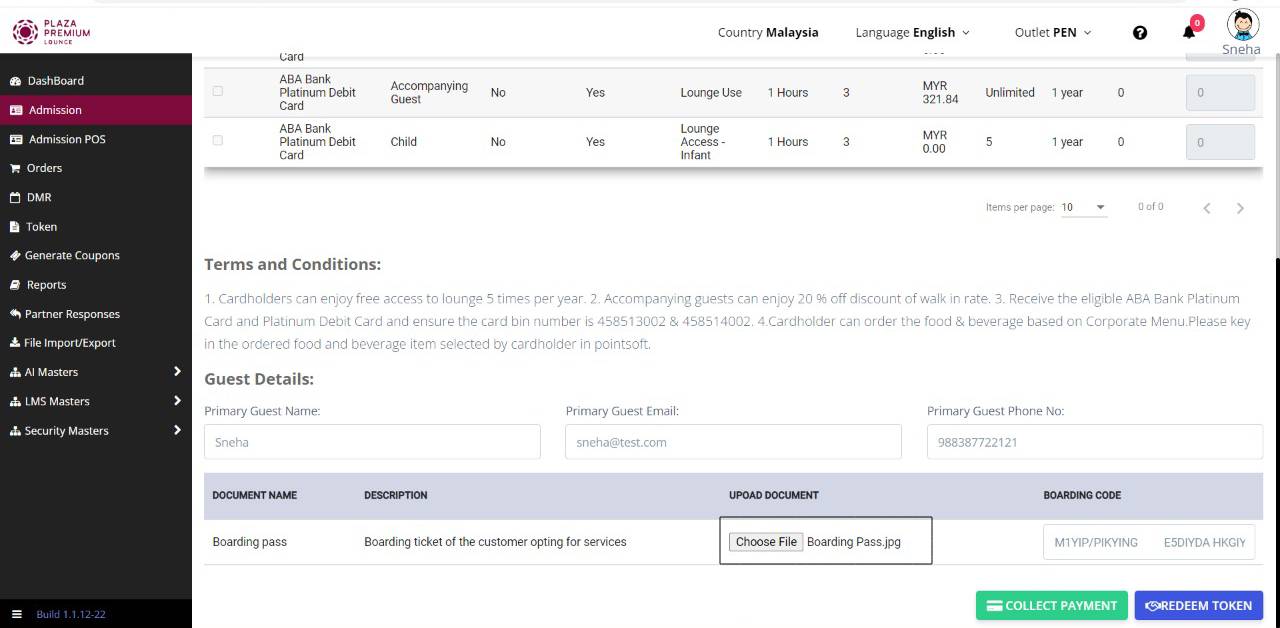 PLAZA
PREMIUM
LOUNGE
Country Malaysia Language English Outlet PEN 0
Sneha
DashBoard
Admission
Admission POS
Orders
DMR
Token
Generate Coupons
Reports
Partner Responses
File Import/Export
AI Masters
LMS Masters
Security Masters
Build 1.1.12-22
Card
ABA Bank Platinum Debit Card Accompanying Guest No Yes Lounge Use 1 Hours 3 MYR 321.84 Unlimited 1 year 0 0
ABA Bank Platinum Debit Card Child No Yes Lounge Access - Infant 1 Hours 3 MYR 0.00 5 1 year 0 0
Items per page: 10 0 of 0
Terms and Conditions:
1. Cardholders can enjoy free access to lounge 5 times per year. 2. Accompanying guests can enjoy 20 % off discount of walk in rate. 3. Receive the eligible ABA Bank Platinum
Card and Platinum Debit Card and ensure the card bin number is 458513002 & 458514002. 4.Cardholder can order the food & beverage based on Corporate Menu.Please key
in the ordered food and beverage item selected by cardholder in pointsoft.
Guest Details:
Primary Guest Name: Primary Guest Email: Primary Guest Phone No:
Sneha sneha@test.com 988387722121
DOCUMENT NAME DESCRIPTION UPOAD DOCUMENT BOARDING CODE
Boarding pass Boarding ticket of the customer opting for services Choose File Boarding Pass.jpg M1YIP/PIKYING E5DIYDA HKGIY
COLLECT PAYMENT REDEEM TOKEN